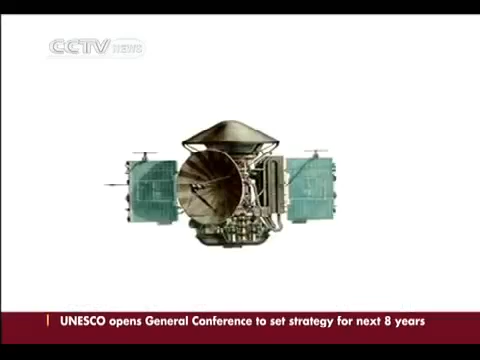 CCTV NEWS
UNESCO opens General Conference to set strategy for next 8 years